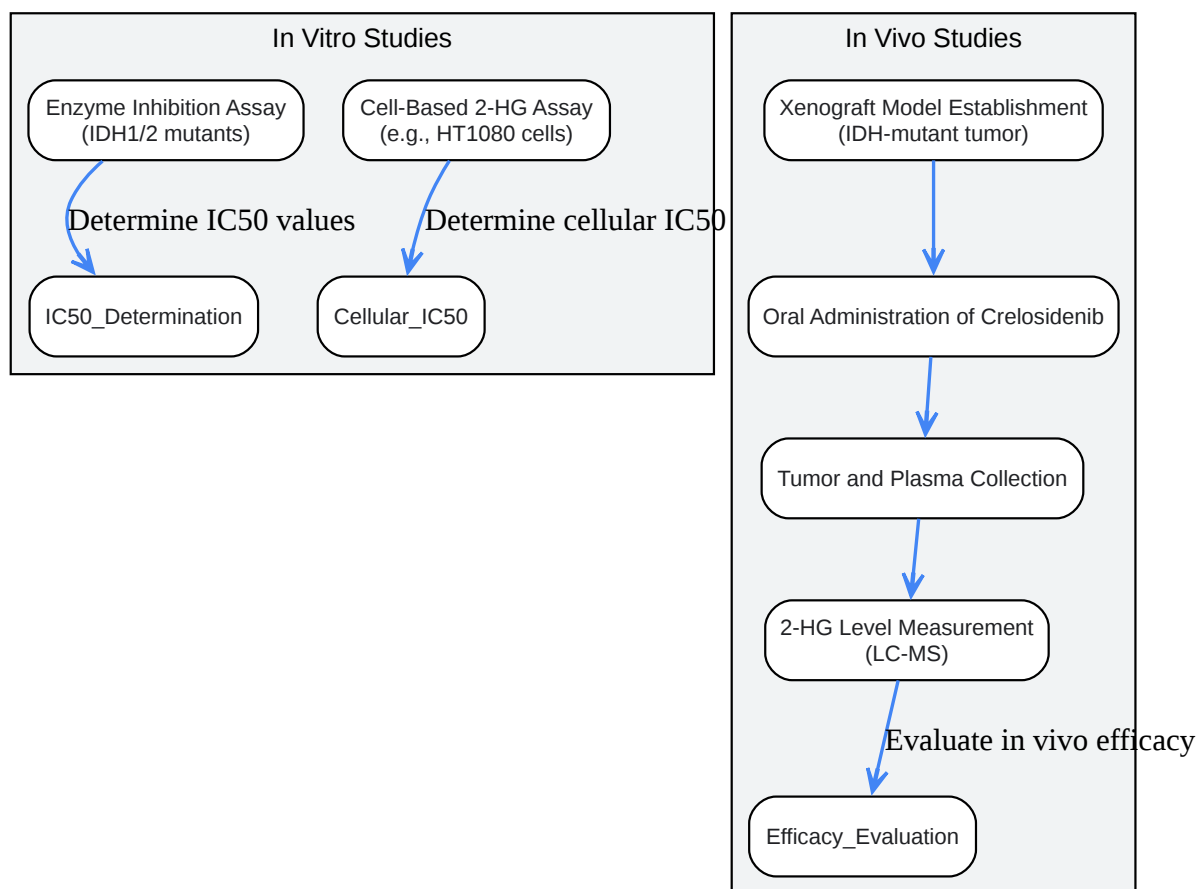 In Vitro Studies
Enzyme Inhibition Assay
(IDH1/2 mutants)
Cell-Based 2-HG Assay
(e.g., HT1080 cells)
Determine IC50 values
Determine cellular IC50
IC50_Determination
Cellular_IC50
In Vivo Studies
Xenograft Model Establishment
(IDH-mutant tumor)
Oral Administration of Crelosidenib
Tumor and Plasma Collection
2-HG Level Measurement
(LC-MS)
Evaluate in vivo efficacy
Efficacy_Evaluation